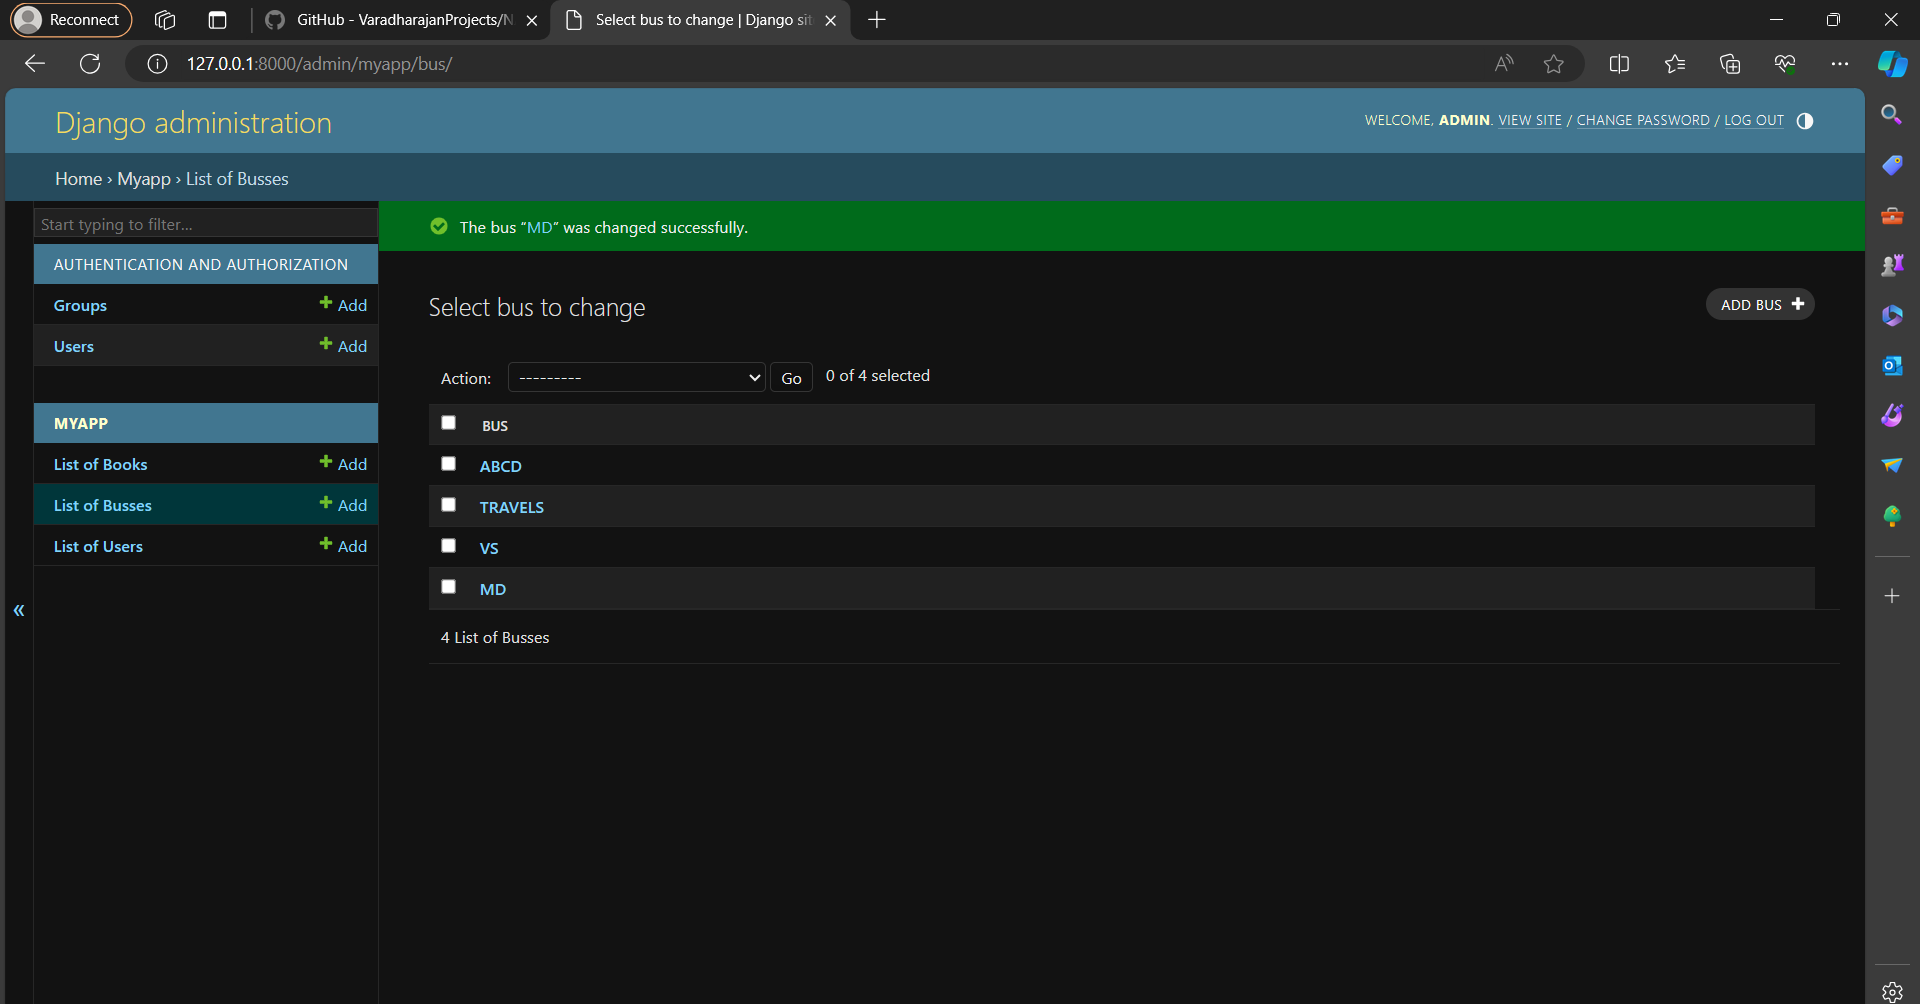 Reconnect
GitHub - VaradharajanProjects/N
Select bus to change | Django sit
127.0.0.1:8000/admin/myapp/bus/
Django administration
WELCOME, ADMIN. VIEW SITE / CHANGE PASSWORD / LOG OUT
Home › Myapp › List of Busses
Start typing to filter...
AUTHENTICATION AND AUTHORIZATION
Groups + Add
Users + Add
MYAPP
List of Books + Add
List of Busses + Add
List of Users + Add
«
The bus “MD” was changed successfully.
Select bus to change
ADD BUS +
Action: --------- Go 0 of 4 selected
BUS
ABCD
TRAVELS
VS
MD
4 List of Busses